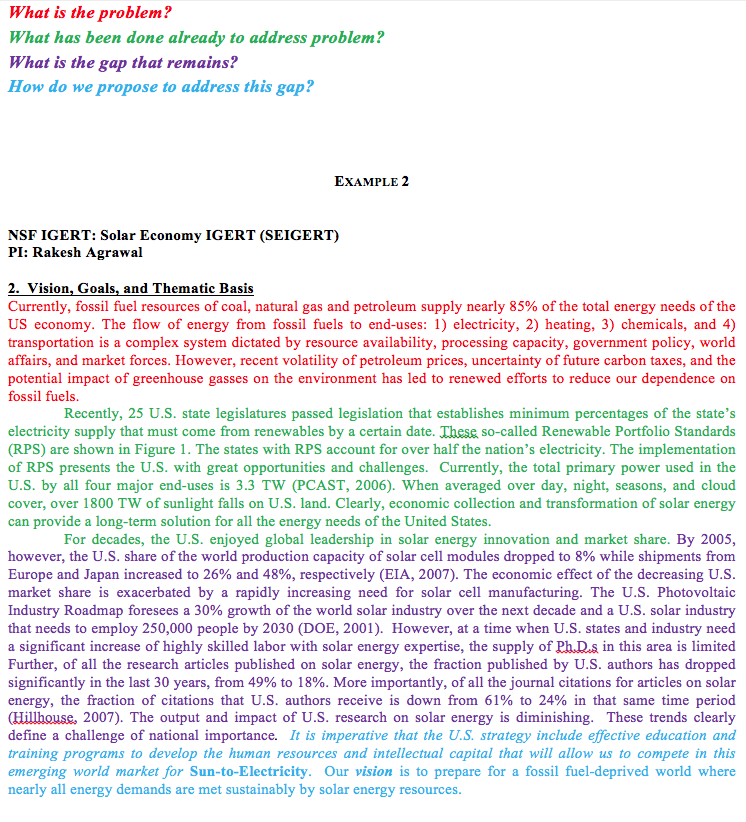 What is the problem?
What has been done already to address problem?
What is the gap that remains?
How do we propose to address this gap?
EXAMPLE 2
NSF IGERT: Solar Economy IGERT (SEIGERT)
PI: Rakesh Agrawal
2. Vision, Goals, and Thematic Basis
Currently, fossil fuel resources of coal, natural gas and petroleum supply nearly 85% of the total energy needs of the
US economy. The flow of energy from fossil fuels to end-uses: 1) electricity, 2) heating, 3) chemicals, and 4)
transportation is a complex system dictated by resource availability, processing capacity, government policy, world
affairs, and market forces. However, recent volatility of petroleum prices, uncertainty of future carbon taxes, and the
potential impact of greenhouse gasses on the environment has led to renewed efforts to reduce our dependence on
fossil fuels.
Recently, 25 U.S. state legislatures passed legislation that establishes minimum percentages of the state's
electricity supply that must come from renewables by a certain date. These so-called Renewable Portfolio Standards
(RPS) are shown in Figure 1. The states with RPS account for over half the nation's electricity. The implementation
of RPS presents the U.S. with great opportunities and challenges. Currently, the total primary power used in the
U.S. by all four major end-uses is 3.3 TW (PCAST, 2006). When averaged over day, night, seasons, and cloud
cover, over 1800 TW of sunlight falls on U.S. land. Clearly, economic collection and transformation of solar energy
can provide a long-term solution for all the energy needs of the United States.
For decades, the U.S. enjoyed global leadership in solar energy innovation and market share. By 2005,
however, the U.S. share of the world production capacity of solar cell modules dropped to 8% while shipments from
Europe and Japan increased to 26% and 48%, respectively (EIA, 2007). The economic effect of the decreasing U.S.
market share is exacerbated by a rapidly increasing need for solar cell manufacturing. The U.S. Photovoltaic
Industry Roadmap foresees a 30% growth of the world solar industry over the next decade and a U.S. solar industry
that needs to employ 250,000 people by 2030 (DOE, 2001). However, at a time when U.S. states and industry need
a significant increase of highly skilled labor with solar energy expertise, the supply of Ph.D.s in this area is limited
Further, of all the research articles published on solar energy, the fraction published by U.S. authors has dropped
significantly in the last 30 years, from 49% to 18%. More importantly, of all the journal citations for articles on solar
energy, the fraction of citations that U.S. authors receive is down from 61% to 24% in that same time period
(Hillhouse, 2007). The output and impact of U.S. research on solar energy is diminishing. These trends clearly
define a challenge of national importance. It is imperative that the U.S. strategy include effective education and
training programs to develop the human resources and intellectual capital that will allow us to compete in this
emerging world market for Sun-to-Electricity. Our vision is to prepare for a fossil fuel-deprived world where
nearly all energy demands are met sustainably by solar energy resources.